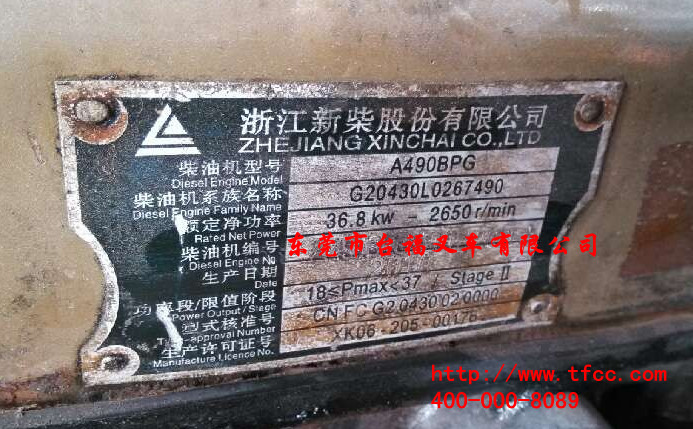 浙江新柴股份有限公司
ZHEJIANG XINCHAI CO.,LTD
柴油机型号 A490BPG
Diesel Engine Model
柴油机系族名称 G20430L0267490
Diesel Engine Family Name
额定净功率 36.8 kw - 2650 r/min
Rated Net Power
柴油机编号
Diesel Engine No
东莞市台福叉车有限公司
生产日期
Date
功率段/限值阶段 18≤Pmax<37 / Stage II
Power Output / Stage
型式核准号 CN FC G2 0430 02 0000
Type-approval Number
生产许可证号 XK06-205-00176
Manufacture Licence No.
http://www.tfcc.com
400-000-8089